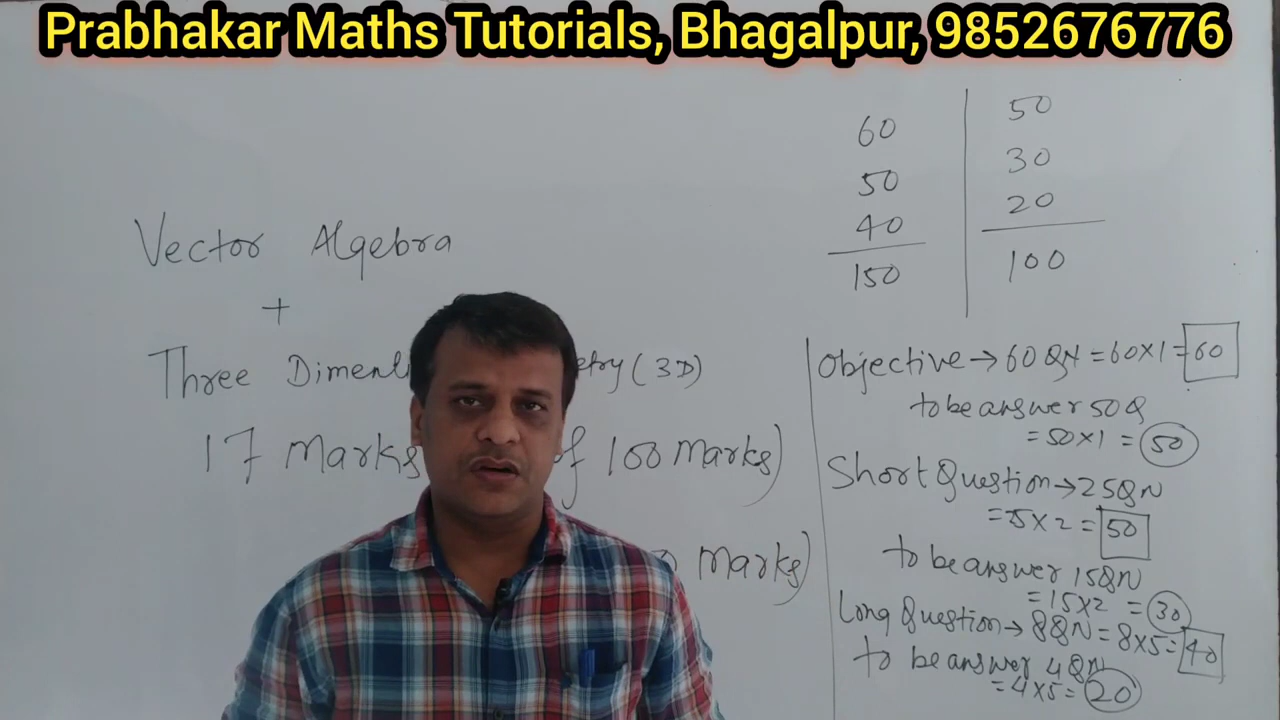 Prabhakar Maths Tutorials, Bhagalpur, 9852676776
Vector Algebra
+
Three Dimenti etry (3D)
17 Marks of 100 Marks)
Marks)
60
50
40
150
50
30
20
100
Objective → 60 QN = 60×1 = 60
to be answer 50 Q
= 50×1 = 50
Short Question → 25 QN
= 25×2 = 50
to be answer 15 QN
= 15×2 = 30
Long Question → 8 QN = 8×5 = 40
to be answer 4 QN
= 4×5 = 20